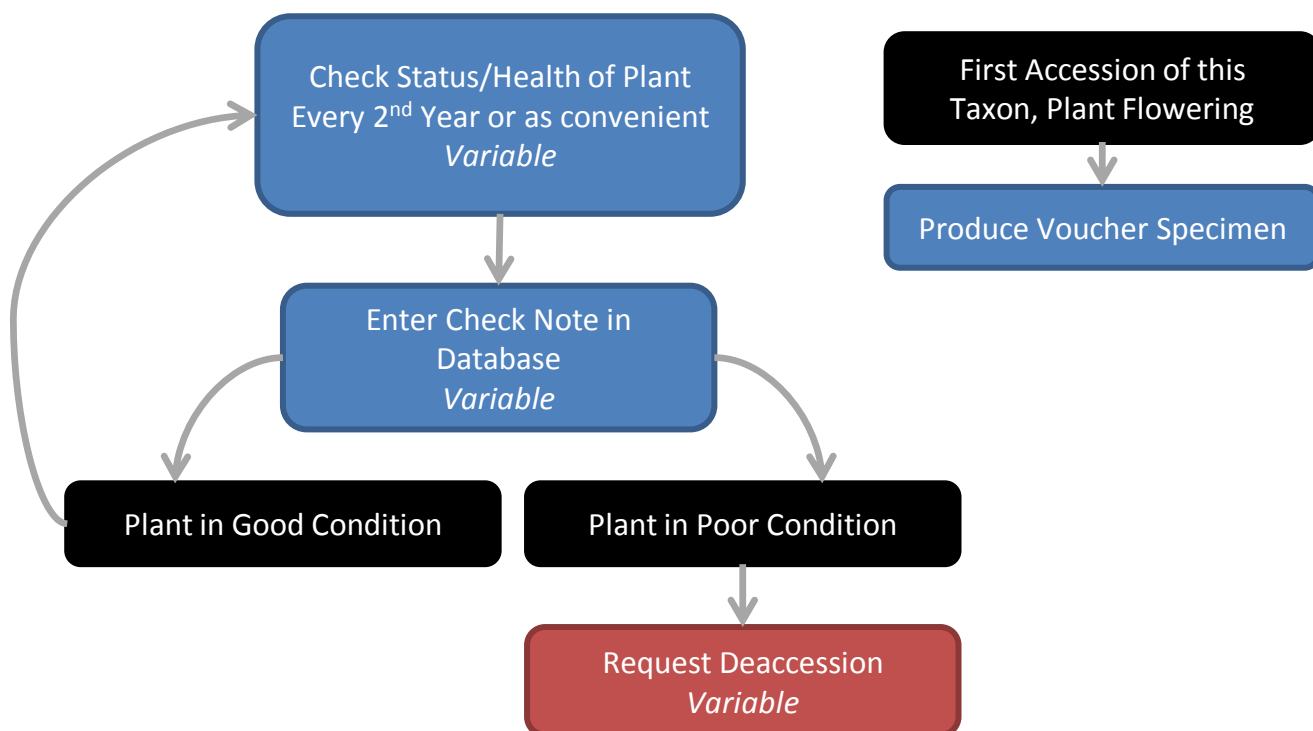 Check Status/Health of Plant
Every 2nd Year or as convenient
Variable
First Accession of this
Taxon, Plant Flowering
Produce Voucher Specimen
Enter Check Note in
Database
Variable
Plant in Good Condition
Plant in Poor Condition
Request Deaccession
Variable